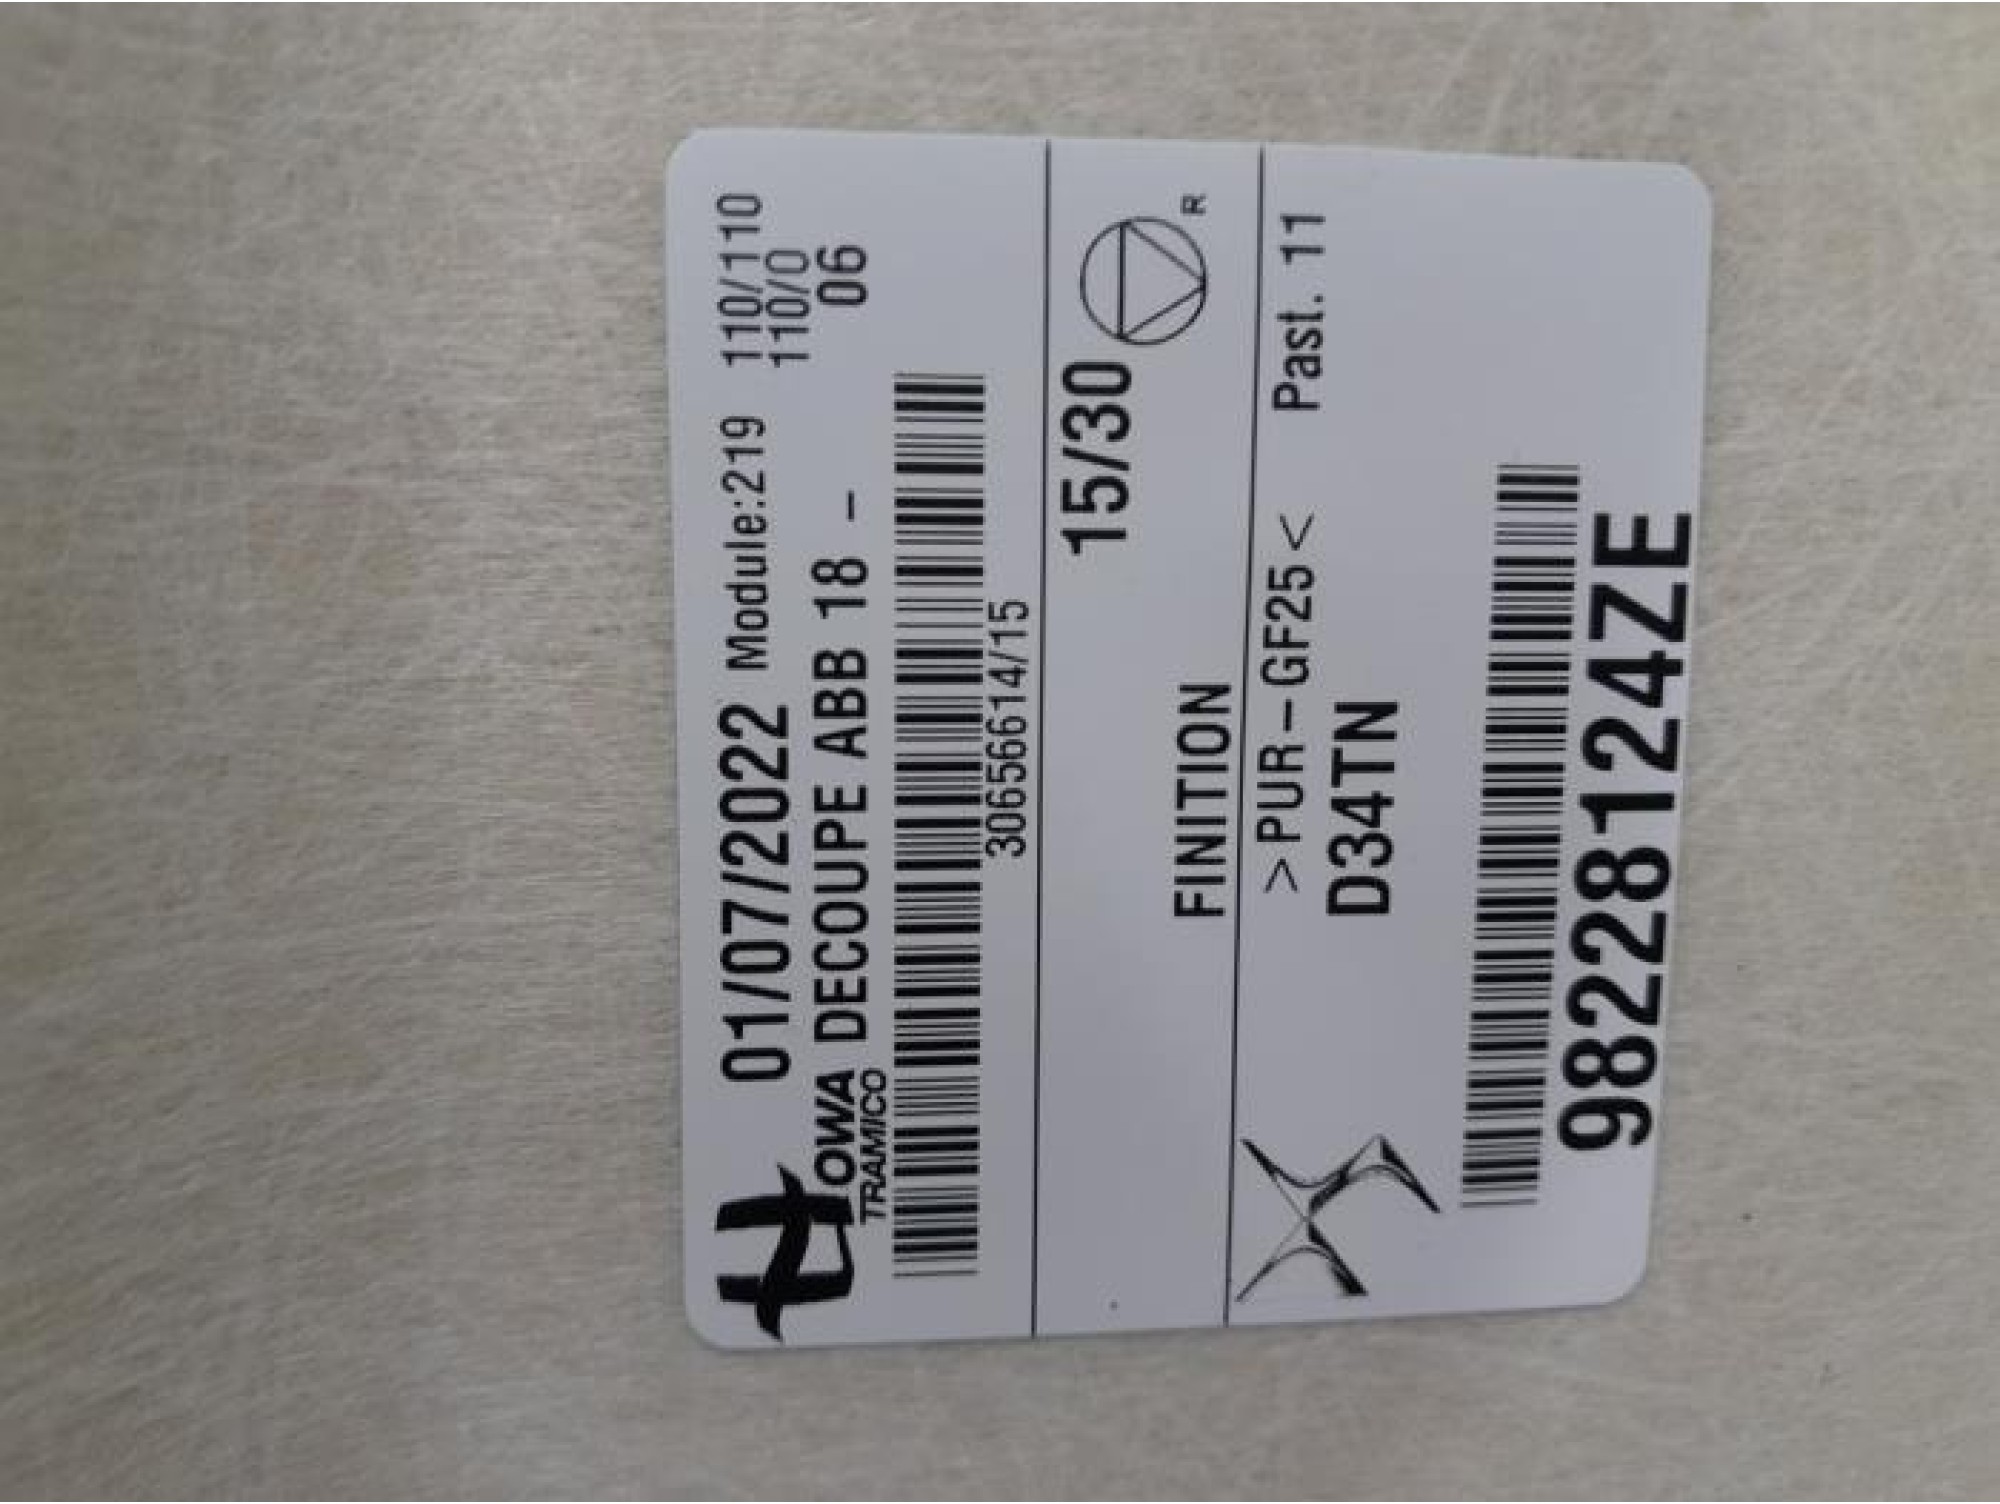 01/07/2022 Module:219 110/110
110/0
HOWA DECOUPE ABB 18 - 06
TRAMICO
30656614/15
15/30
R
FINITION
>PUR-GF25< Past. 11
D34TN
98228124ZE